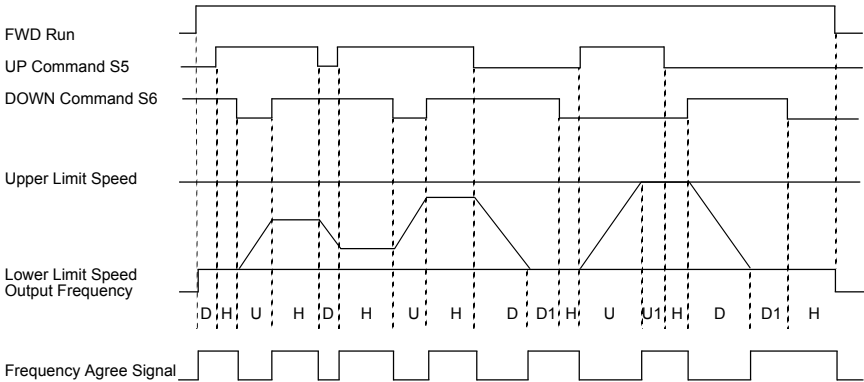 FWD Run
UP Command S5
DOWN Command S6
Upper Limit Speed
Lower Limit Speed
Output Frequency
D H U H D H U H D D1 H U U1 H D D1 H
Frequency Agree Signal